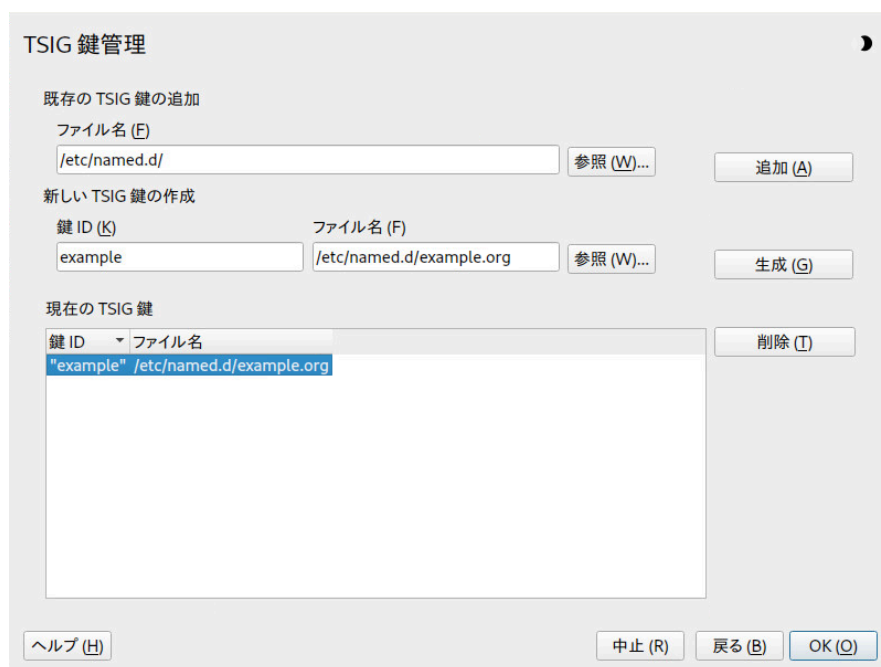 TSIG 鍵管理
既存の TSIG 鍵の追加
ファイル名 (F)
/etc/named.d/
参照 (W)...
追加 (A)
新しい TSIG 鍵の作成
鍵 ID (K)
ファイル名 (F)
example
/etc/named.d/example.org
参照 (W)...
生成 (G)
現在の TSIG 鍵
鍵 ID
ファイル名
削除 (T)
"example" /etc/named.d/example.org
ヘルプ (H)
中止 (R)
戻る (B)
OK (O)